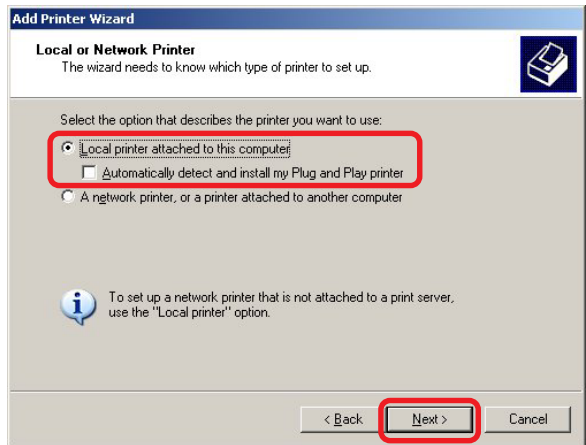 Add Printer Wizard
Local or Network Printer
The wizard needs to know which type of printer to set up.
Select the option that describes the printer you want to use:
Local printer attached to this computer
Automatically detect and install my Plug and Play printer
A network printer, or a printer attached to another computer
To set up a network printer that is not attached to a print server,
use the "Local printer" option.
< Back
Next >
Cancel